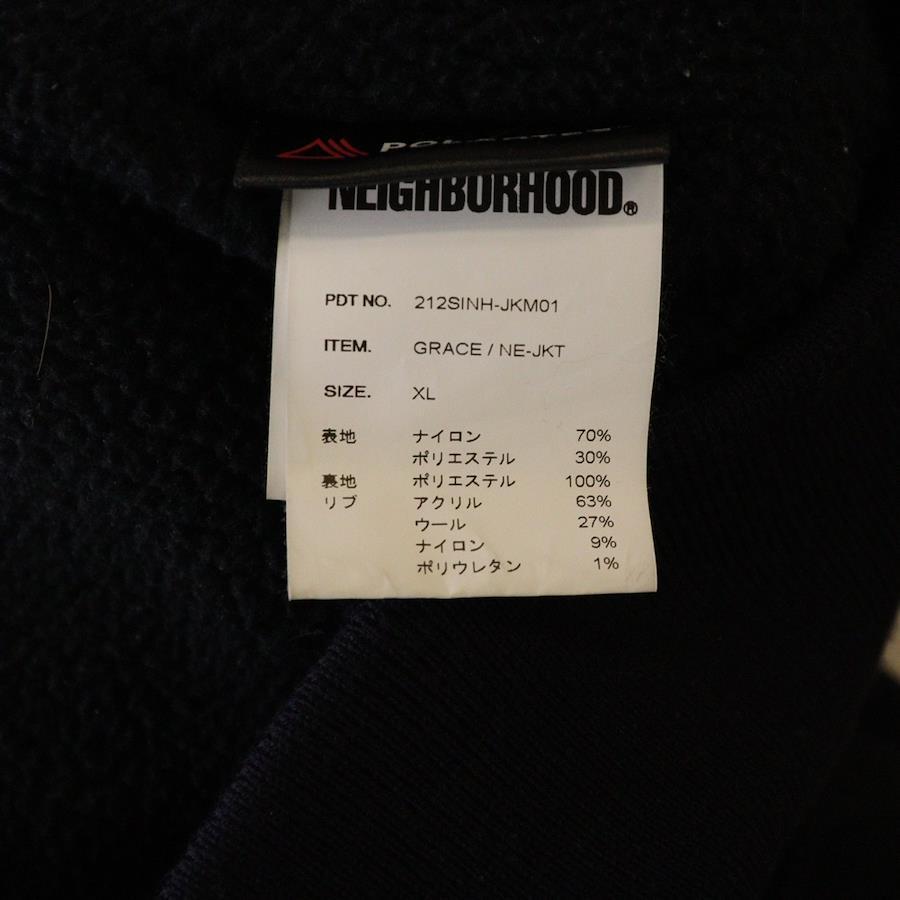 NEIGHBORHOOD®
PDT NO. 212SINH-JKM01
ITEM. GRACE / NE-JKT
SIZE. XL
表地 ナイロン 70%
ポリエステル 30%
裏地 ポリエステル 100%
リブ アクリル 63%
ウール 27%
ナイロン 9%
ポリウレタン 1%